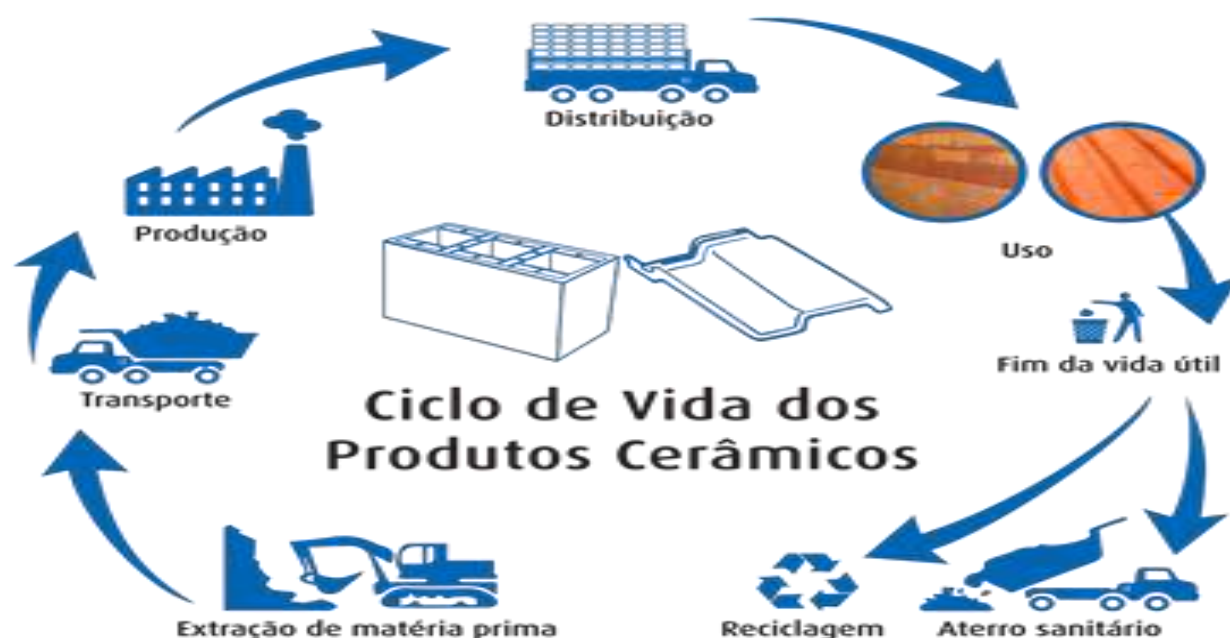 Distribuição
Produção
Uso
Fim da vida útil
Transporte
Ciclo de Vida dos
Produtos Cerâmicos
Extração de matéria prima
Reciclagem
Aterro sanitário